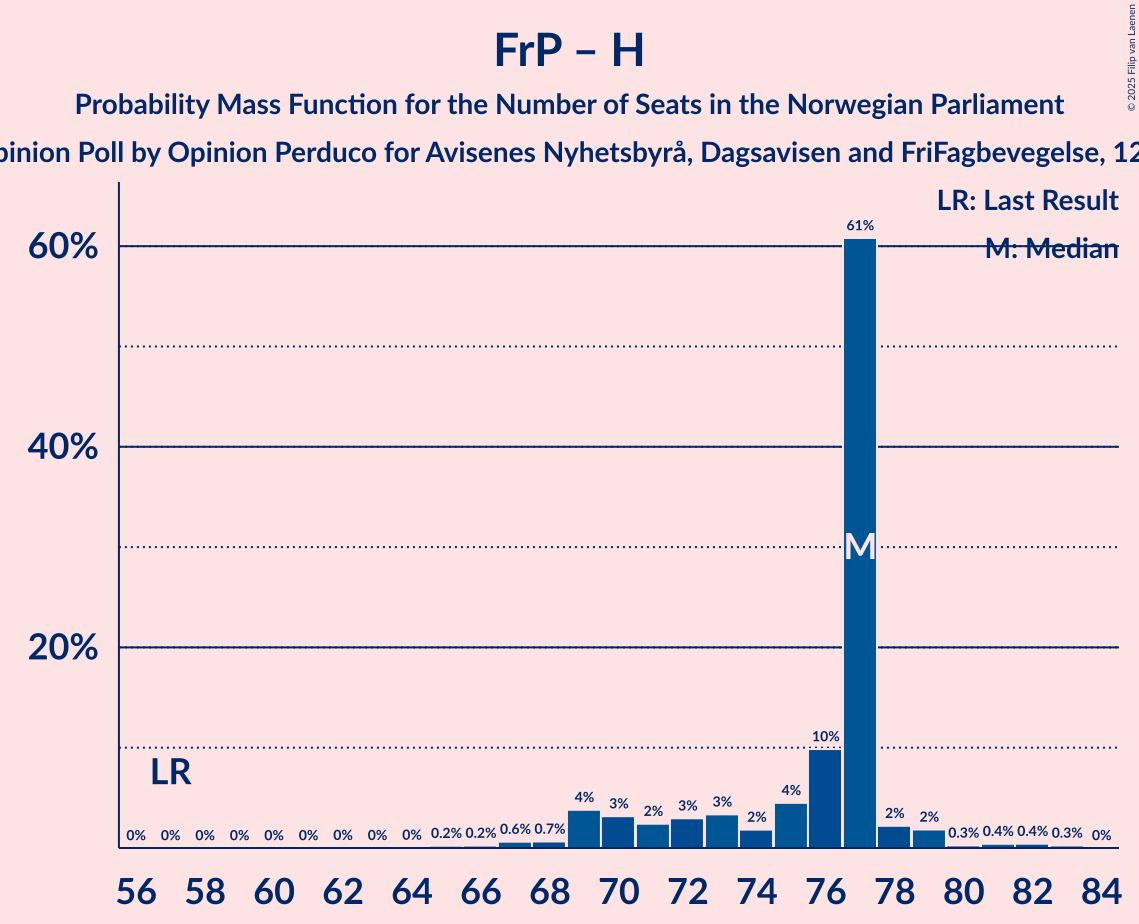 FrP – H
Probability Mass Function for the Number of Seats in the Norwegian Parliament
pinion Poll by Opinion Perduco for Avisenes Nyhetsbyrå, Dagsavisen and FriFagbevegelse, 12
© 2025 Filip van Laenen
LR: Last Result
M: Median
60%
40%
20%
61%
M
LR
0% 0% 0% 0% 0% 0% 0% 0% 0% 0.2% 0.2% 0.6% 0.7% 4% 3% 2% 3% 3% 2% 4% 10% 2% 2% 0.3% 0.4% 0.4% 0.3% 0%
56 58 60 62 64 66 68 70 72 74 76 78 80 82 84